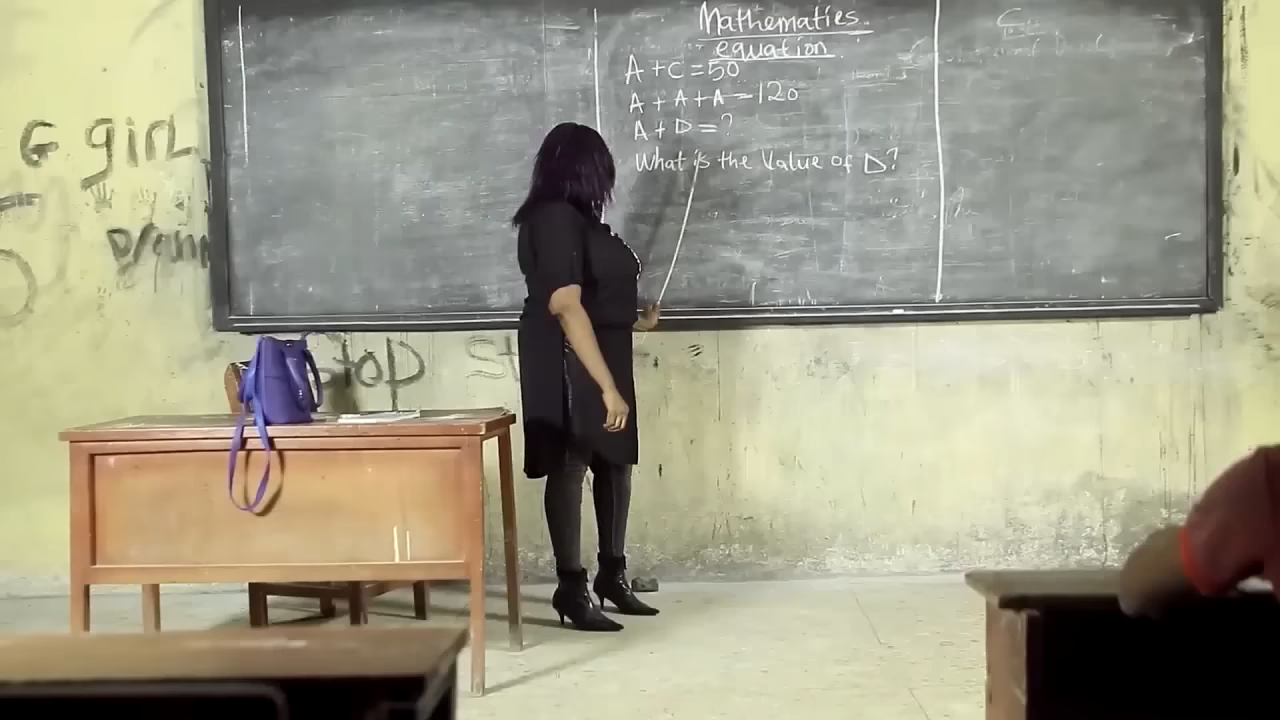 Mathematics
equation
A + C = 50
A + A + A = 120
A + D = ?
What is the Value of D?
G girl
Stop